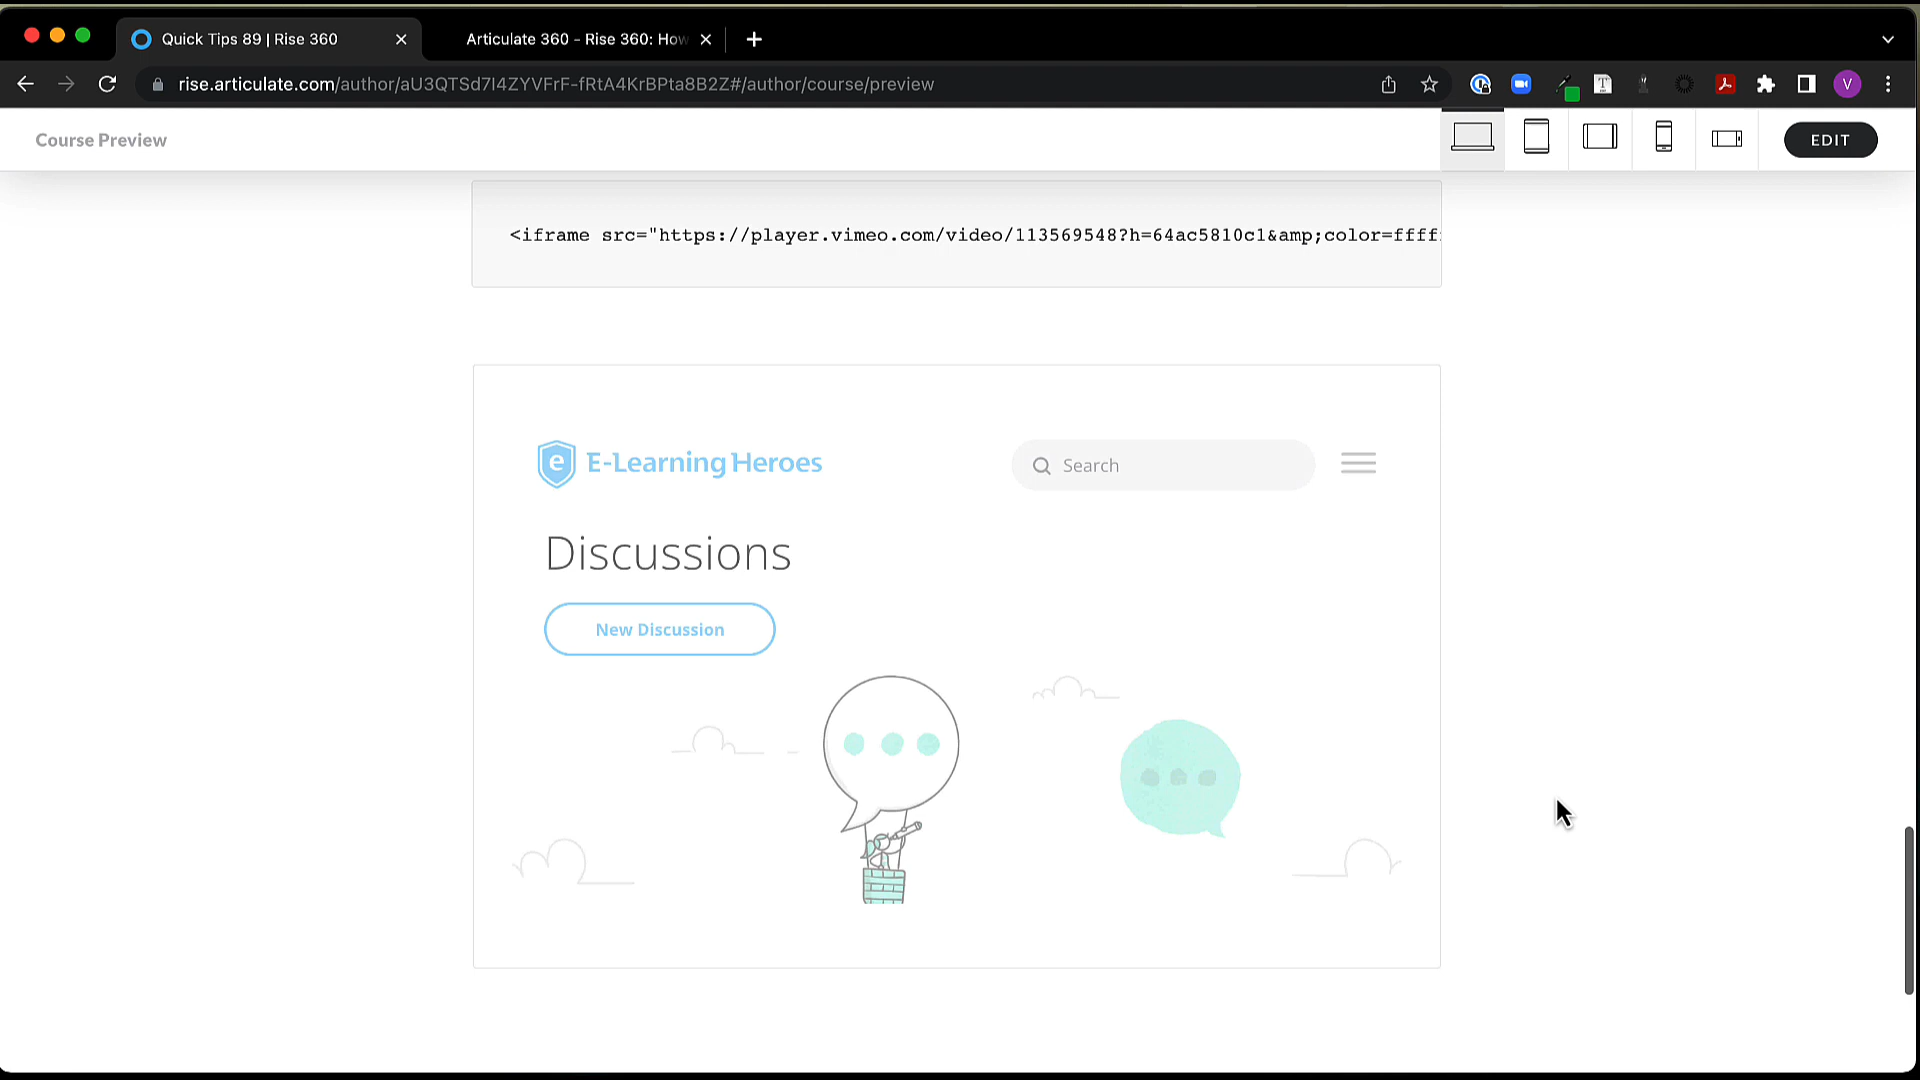 Quick Tips 89 | Rise 360
Articulate 360 - Rise 360: How
rise.articulate.com/author/aU3QTSd7I4ZYVFrF-fRtA4KrBPta8B2Z#/author/course/preview
V
Course Preview
EDIT
<iframe src="https://player.vimeo.com/video/113569548?h=64ac5810c1&amp;color=ffff
e E-Learning Heroes
Search
Discussions
New Discussion